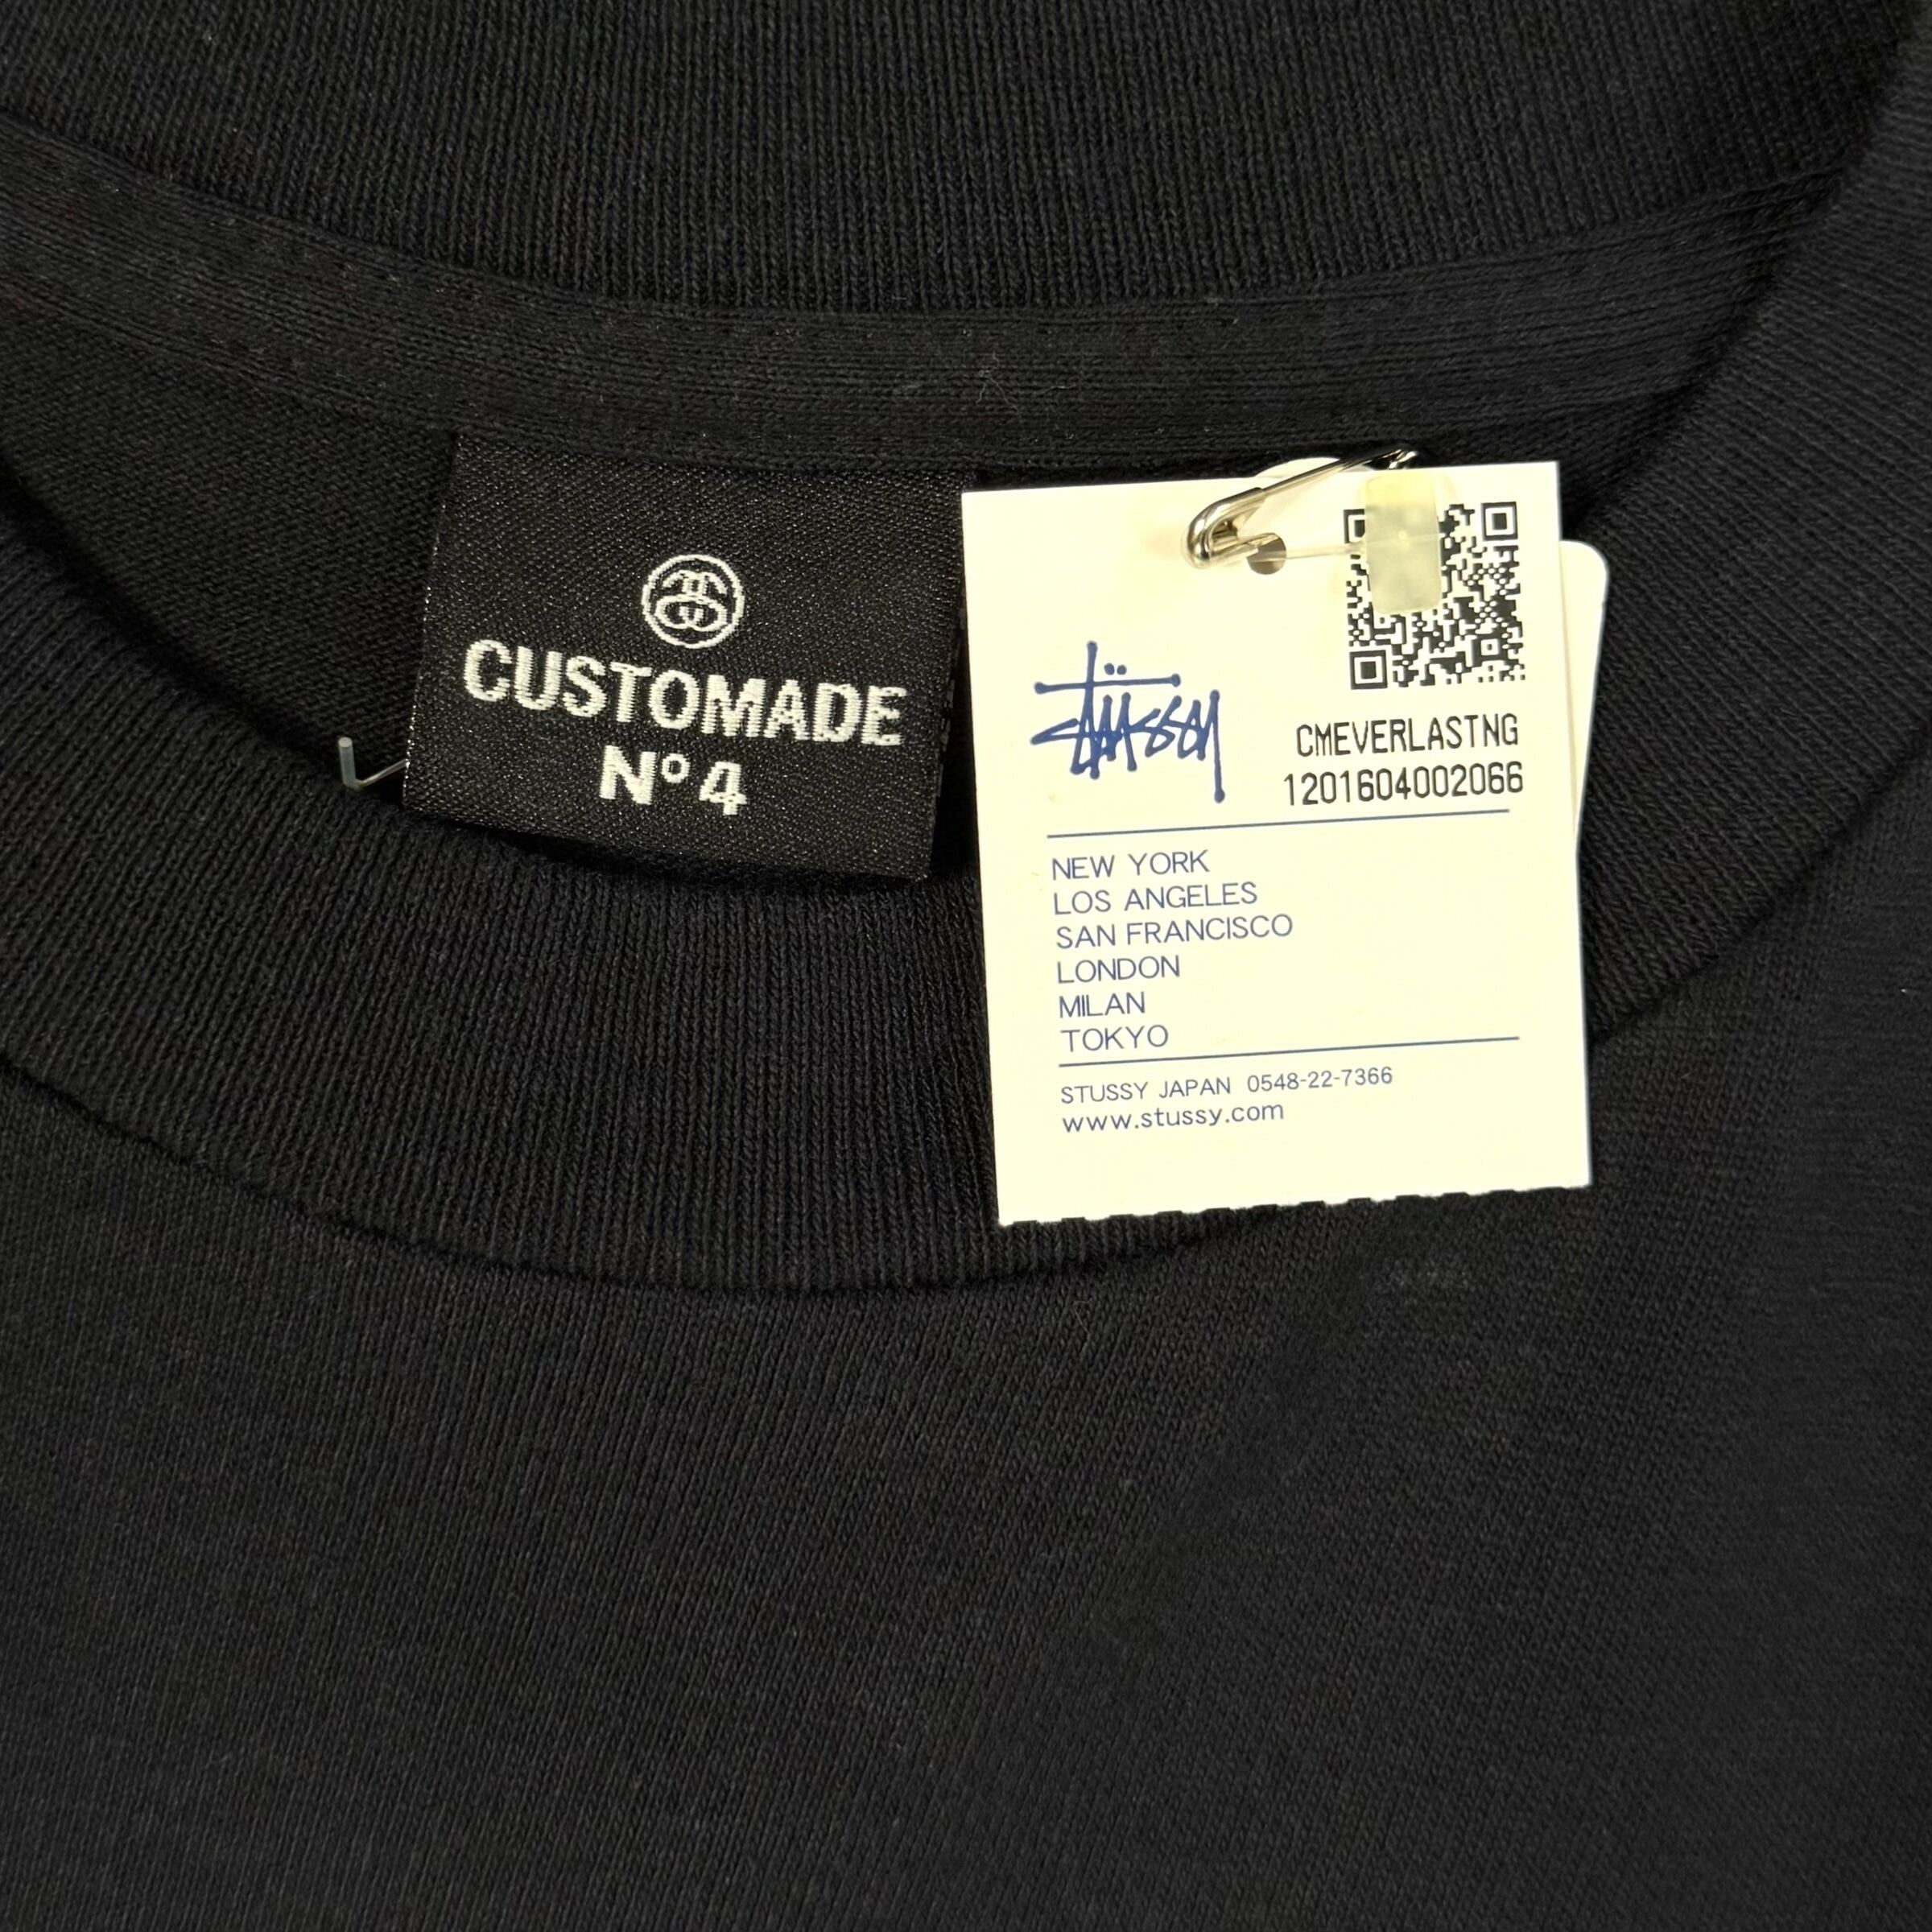 CUSTOMADE
Nº 4
stüssy
CMEVERLASTNG
1201604002066
NEW YORK
LOS ANGELES
SAN FRANCISCO
LONDON
MILAN
TOKYO
STUSSY JAPAN 0548-22-7366
www.stussy.com